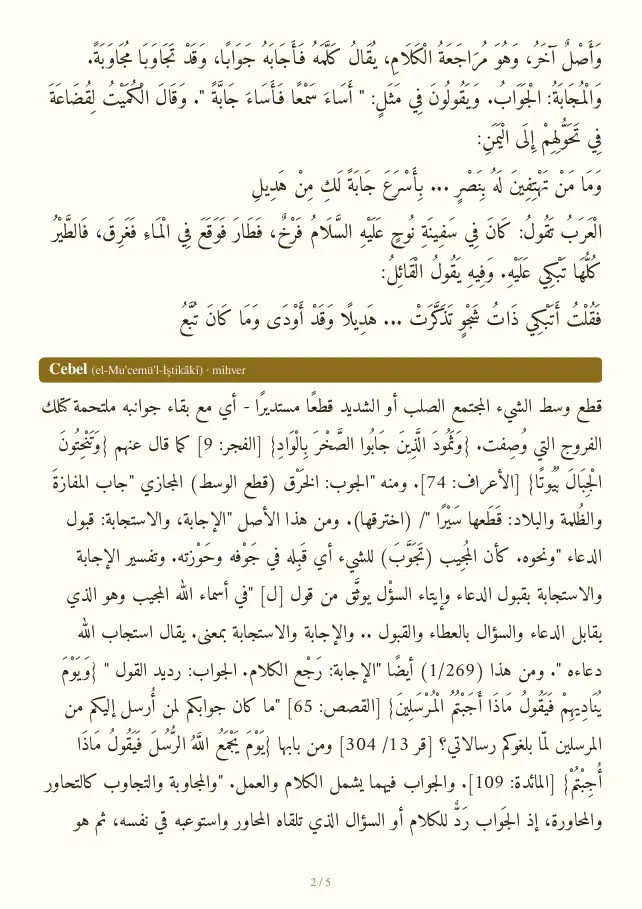 وَأَصْلٌ آخَرُ، وَهُوَ مُرَاجَعَةُ الْكَلَامِ، يُقَالُ كَلَّمَهُ فَأَجَابَهُ جَوَابًا، وَقَدْ تَجَاوَبَا مُجَاوَبَةً.
وَالْمُجَابَةُ: الْجَوَابُ. وَيَقُولُونَ فِي مَثَلٍ: " أَسَاءَ سَمْعًا فَأَسَاءَ جَابَّةً ". وَقَالَ الْكُمَيْتُ لِقُضَاعَةَ
فِي تَحَوُّلِهِمْ إِلَى الْيَمَنِ:
وَمَا مَنْ تَهْتِفِينَ لَهُ بِنَصْرٍ ... بِأَسْرَعَ جَابَةً لَكِ مِنْ هَدِيلِ
الْعَرَبُ تَقُولُ: كَانَ فِي سَفِينَةِ نُوحٍ عَلَيْهِ السَّلَامُ فَرْخٌ، فَطَارَ فَوَقَعَ فِي الْمَاءِ فَغَرِقَ، فَالطَّيْرُ
كُلُّهَا تَبْكِي عَلَيْهِ. وَفِيهِ يَقُولُ الْقَائِلُ:
فَقُلْتُ أَتَبْكِي ذَاتُ شَجْوٍ تَذَكَّرَتْ ... هَدِيلًا وَقَدْ أَوْدَى وَمَا كَانَ تُبَّعُ
Cebel (el-Mu'cemü'l-İştikâkî) · mihver
قطع وسط الشيء المجتمع الصلب أو الشديد قطعًا مستديرًا - أي مع بقاء جوانبه ملتحمة كتلك
الفروج التي وُصِفت. {وَثَمُودَ الَّذِينَ جَابُوا الصَّخْرَ بِالْوَادِ} [الفجر: 9] كما قال عنهم {وَتَنْحِتُونَ
الْجِبَالَ بُيُوتًا} [الأعراف: 74]. ومنه "الجوب: الخَرْق (قطع الوسط) المجازي "جاب المفازةَ
والظُلمة والبلاد: قَطَعها سَيْرًا "/ (اخترقها). ومن هذا الأصل "الإجابة، والاستجابة: قبول
الدعاء "ونحوه. كأن المُجيب (تَجَوَّبَ) للشيء أي قَبِله في جَوْفه وحَوْزته. وتفسير الإجابة
والاستجابة بقبول الدعاء وإيتاء السؤْل يوثَّق من قول [ل] "في أسماء الله المجيب وهو الذي
يقابل الدعاء والسؤال بالعطاء والقبول .. والإجابة والاستجابة بمعنى. يقال استجاب الله
دعاءه ". ومن هذا (1/269) أيضًا "الإجابة: رَجْع الكلام. الجواب: رديد القول " {وَيَوْمَ
يُنَادِيهِمْ فَيَقُولُ مَاذَا أَجَبْتُمُ الْمُرْسَلِينَ} [القصص: 65] "ما كان جوابكم لمن أُرسل إليكم من
المرسلين لمّا بلغوكم رسالاتي؟ [قر 13/ 304] ومن بابها {يَوْمَ يَجْمَعُ اللَّهُ الرُّسُلَ فَيَقُولُ مَاذَا
أُجِبْتُمْ} [المائدة: 109]. والجواب فيهما يشمل الكلام والعمل. "والمجاوبة والتجاوب كالتحاور
والمحاورة، إذ الجَواب رَدٌّ للكلام أو السؤال الذي تلقاه المحاور واستوعبه في نفسه، ثم هو
2 / 5